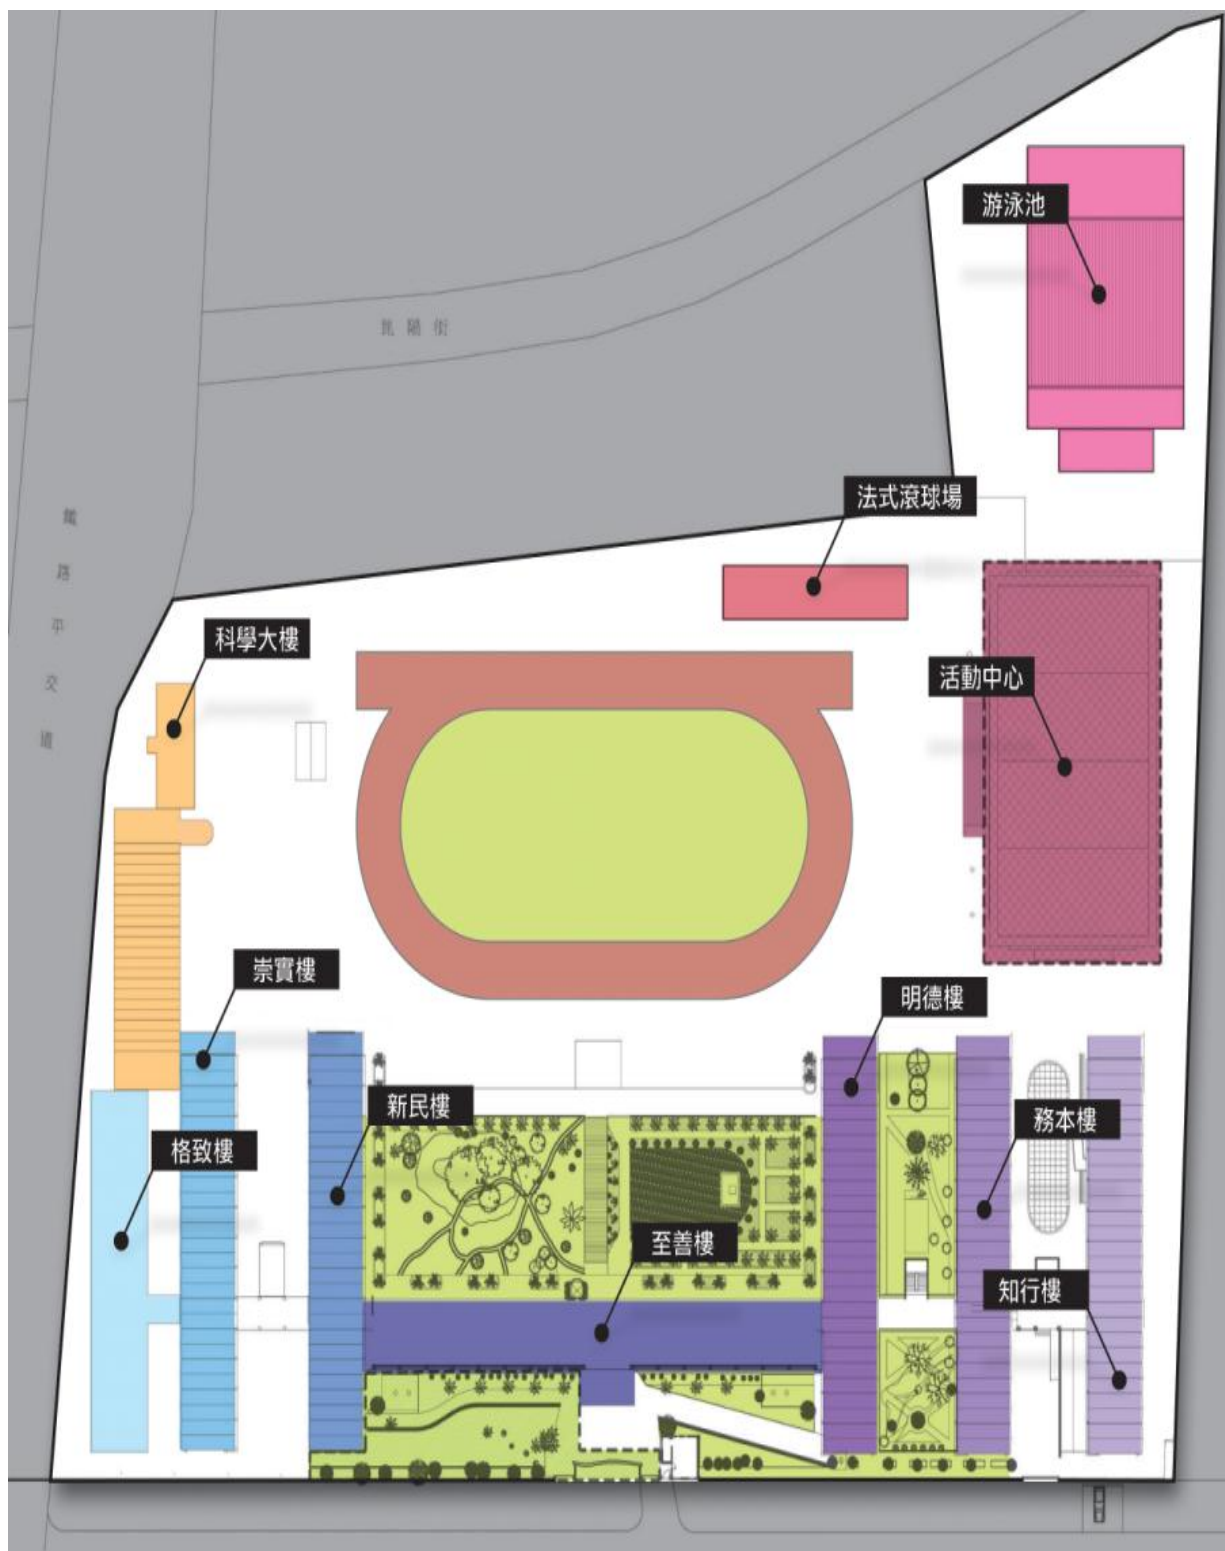 游泳池
昆陽街
法式滾球場
鐵路平交道
科學大樓
活動中心
崇實樓
明德樓
新民樓
務本樓
格致樓
至善樓
知行樓